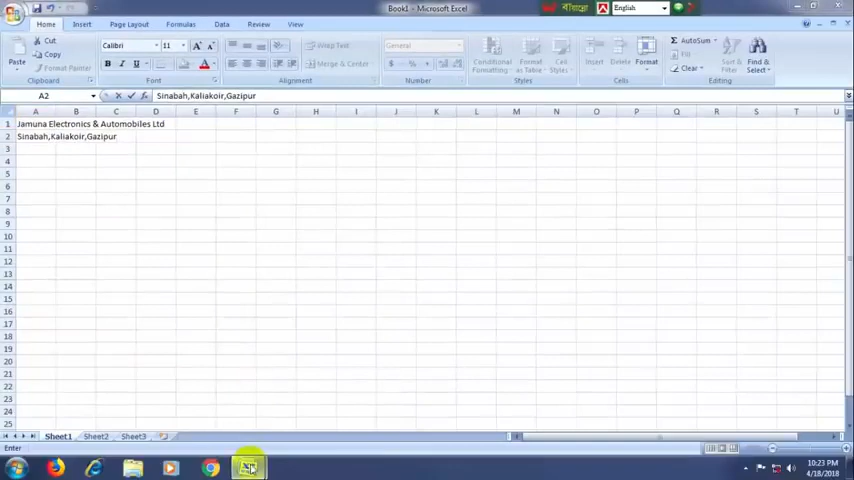 Book1 - Microsoft Excel
English
Home Insert Page Layout Formulas Data Review View
Paste
Cut
Copy
Format Painter
Clipboard
Calibri 11
B I U
Font
Wrap Text
Merge & Center
Alignment
General
$ % ,
Number
Conditional Formatting
Format as Table
Cell Styles
Styles
Insert Delete Format
Cells
Σ AutoSum
Fill
Clear
Sort & Filter
Find & Select
Editing
A2 fx Sinabah,Kaliakoir,Gazipur
A B C D E F G H I J K L M N O P Q R S T U
1 Jamuna Electronics & Automobiles Ltd
2 Sinabah,Kaliakoir,Gazipur
3
4
5
6
7
8
9
10
11
12
13
14
15
16
17
18
19
20
21
22
23
24
25
Sheet1 Sheet2 Sheet3
Enter
10:23 PM
4/18/2018